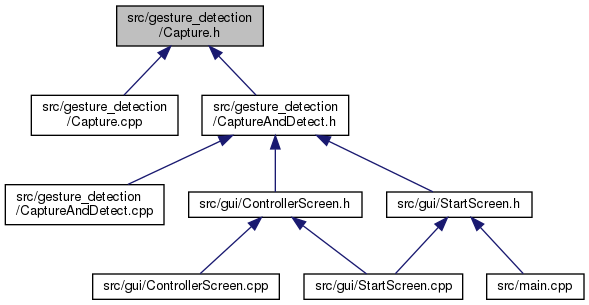 src/gesture_detection
/Capture.h
src/gesture_detection
/Capture.cpp
src/gesture_detection
/CaptureAndDetect.h
src/gesture_detection
/CaptureAndDetect.cpp
src/gui/ControllerScreen.h
src/gui/StartScreen.h
src/gui/ControllerScreen.cpp
src/gui/StartScreen.cpp
src/main.cpp